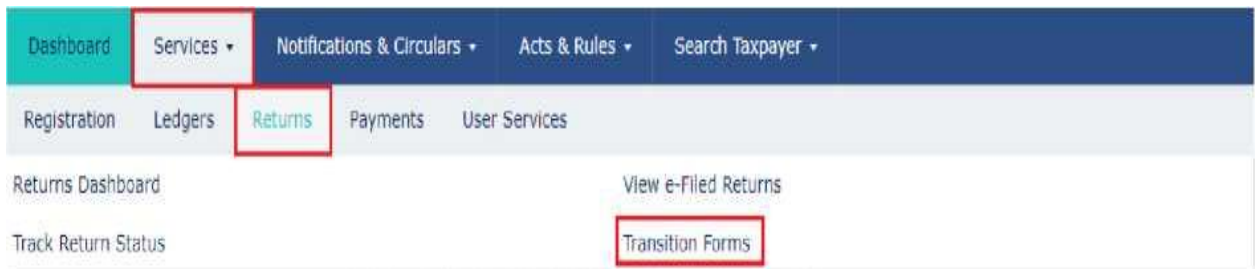 Dashboard Services Notifications & Circulars Acts & Rules Search Taxpayer
Registration Ledgers Returns Payments User Services
Returns Dashboard View e-Filed Returns
Track Return Status Transition Forms